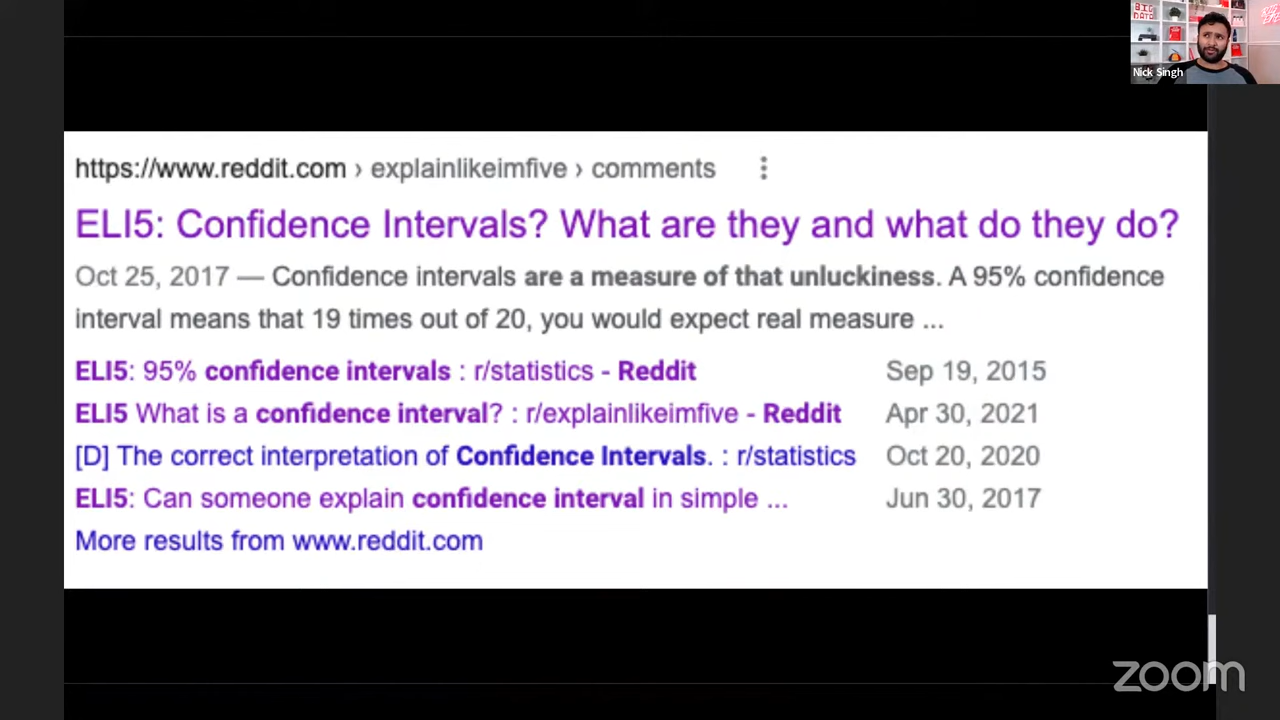 BIG
DATA
Nick Singh
https://www.reddit.com › explainlikeimfive › comments
ELI5: Confidence Intervals? What are they and what do they do?
Oct 25, 2017 — Confidence intervals are a measure of that unluckiness. A 95% confidence
interval means that 19 times out of 20, you would expect real measure ...
ELI5: 95% confidence intervals : r/statistics - Reddit Sep 19, 2015
ELI5 What is a confidence interval? : r/explainlikeimfive - Reddit Apr 30, 2021
[D] The correct interpretation of Confidence Intervals. : r/statistics Oct 20, 2020
ELI5: Can someone explain confidence interval in simple ... Jun 30, 2017
More results from www.reddit.com
zoom